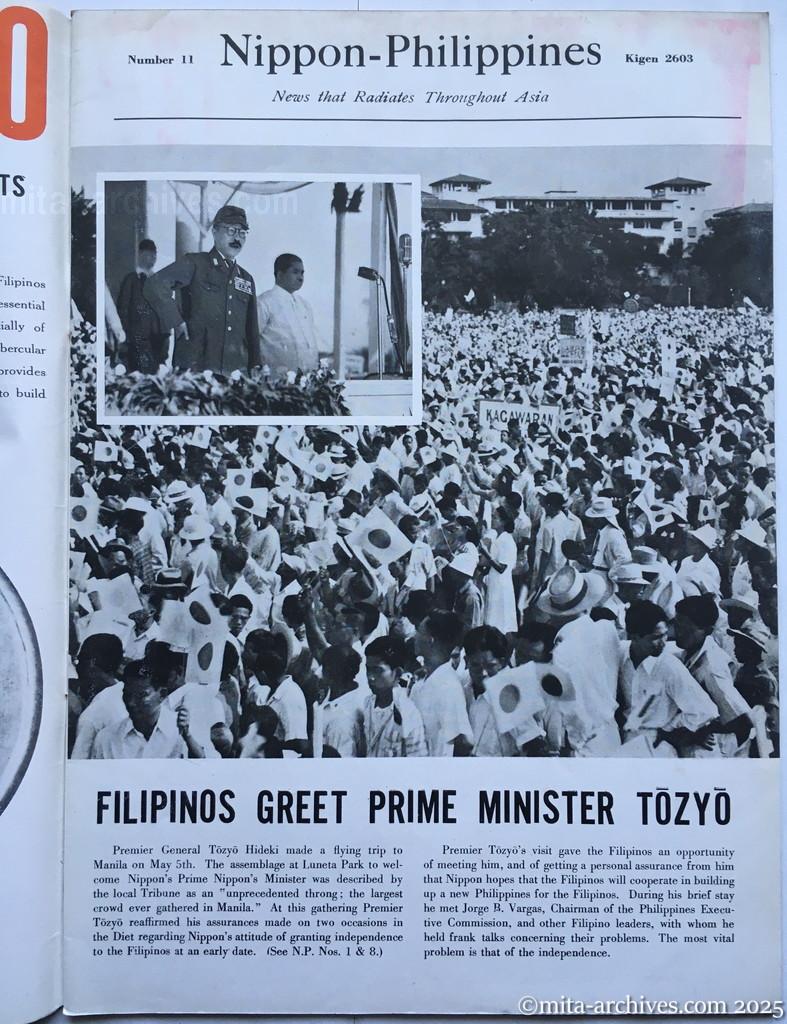 O
TS
Filipinos
essential
ially of
bercular
provides
to build
Number 11
Nippon-Philippines
Kigen 2603
News that Radiates Throughout Asia
mita-archives.com
KAGAWARAN
FILIPINOS GREET PRIME MINISTER TŌZYŌ
Premier General Tōzyō Hideki made a flying trip to
Manila on May 5th. The assemblage at Luneta Park to wel-
come Nippon's Prime Nippon's Minister was described by
the local Tribune as an "unprecedented throng; the largest
crowd ever gathered in Manila." At this gathering Premier
Tōzyō reaffirmed his assurances made on two occasions in
the Diet regarding Nippon's attitude of granting independence
to the Filipinos at an early date. (See N.P. Nos. 1 & 8.)
Premier Tōzyō's visit gave the Filipinos an opportunity
of meeting him, and of getting a personal assurance from him
that Nippon hopes that the Filipinos will cooperate in building
up a new Philippines for the Filipinos. During his brief stay
he met Jorge B. Vargas, Chairman of the Philippines Execu-
tive Commission, and other Filipino leaders, with whom he
held frank talks concerning their problems. The most vital
problem is that of the independence.
©mita-archives.com 2025